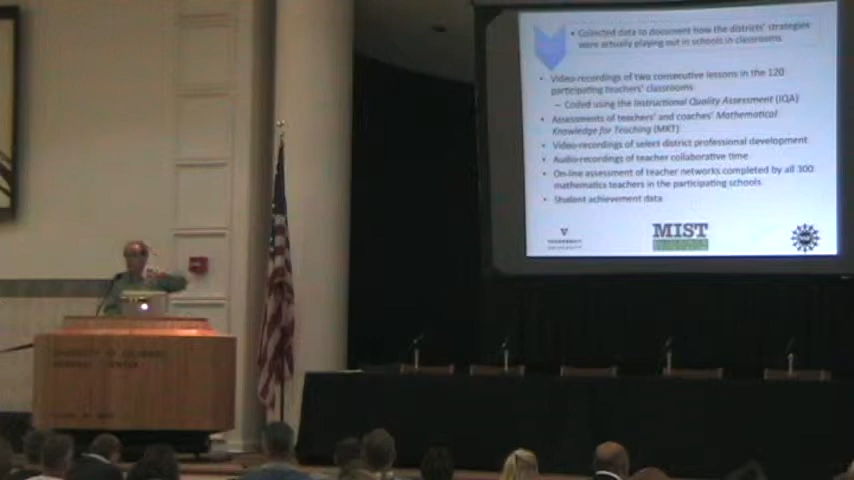 • Collected data to document how the districts' strategies
were actually playing out in schools in classrooms
• Video-recordings of two consecutive lessons in the 120
participating teachers' classrooms
– Coded using the Instructional Quality Assessment (IQA)
• Assessments of teachers' and coaches' Mathematical
Knowledge for Teaching (MKT)
• Video-recordings of select district professional development
• Audio-recordings of teacher collaborative time
• On-line assessment of teacher networks completed by all 300
mathematics teachers in the participating schools
• Student achievement data
V
VANDERBILT
MIST
UNIVERSITY OF COLORADO